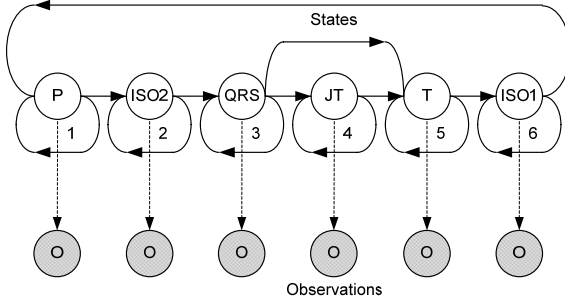 States
P ISO2 QRS JT T ISO1
1 2 3 4 5 6
O O O O O O
Observations